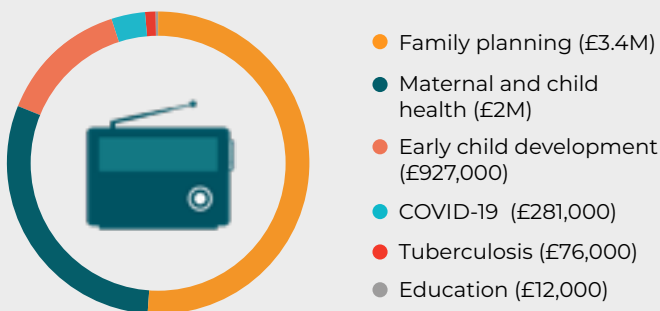 Family planning (£3.4M)
Maternal and child
health (£2M)
Early child development
(£927,000)
COVID-19 (£281,000)
Tuberculosis (£76,000)
Education (£12,000)